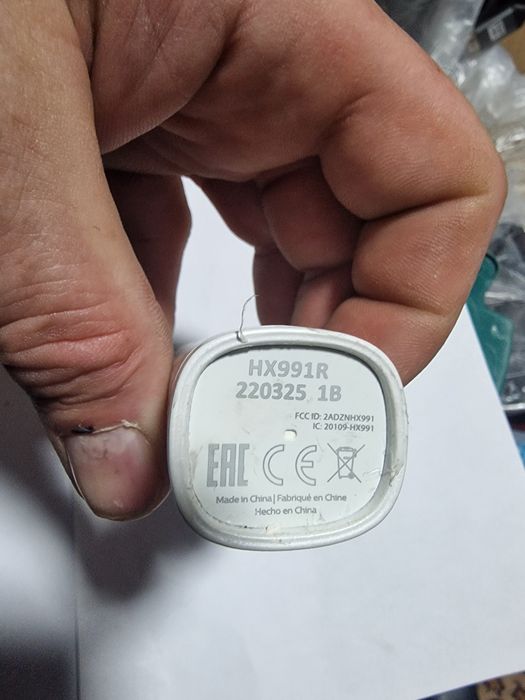 HX991R
220325 1B
FCC ID: 2ADZNHX991
IC: 20109-HX991
EAC CE
Made in China | Fabriqué en Chine
Hecho en China